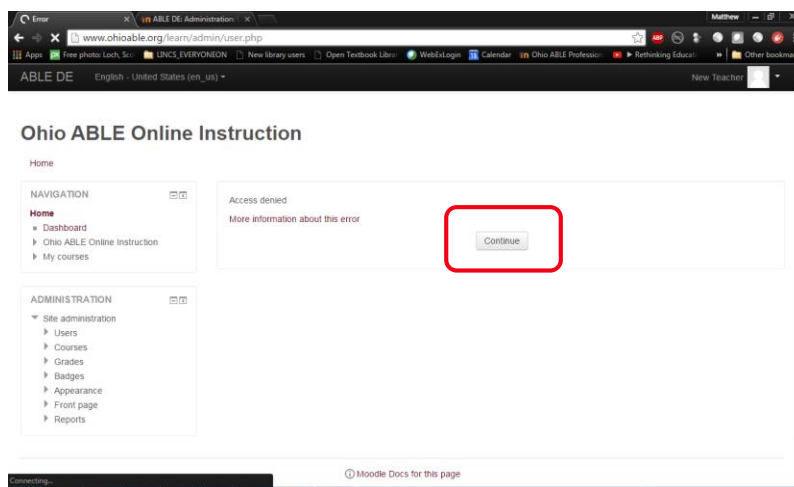 Error
ABLE DE: Administration:
Matthew
www.ohioable.org/learn/admin/user.php
ABP
Apps
Free photo: Loch, Sco
LINCS_EVERYONEON
New library users
Open Textbook Libra
WebExLogin
Calendar
Ohio ABLE Profession
▶ Rethinking Educat
»
Other bookma
ABLE DE
English - United States (en_us)
New Teacher
Ohio ABLE Online Instruction
Home
NAVIGATION
Home
Dashboard
Ohio ABLE Online Instruction
My courses
Access denied
More information about this error
Continue
ADMINISTRATION
Site administration
Users
Courses
Grades
Badges
Appearance
Front page
Reports
Moodle Docs for this page
Connecting...